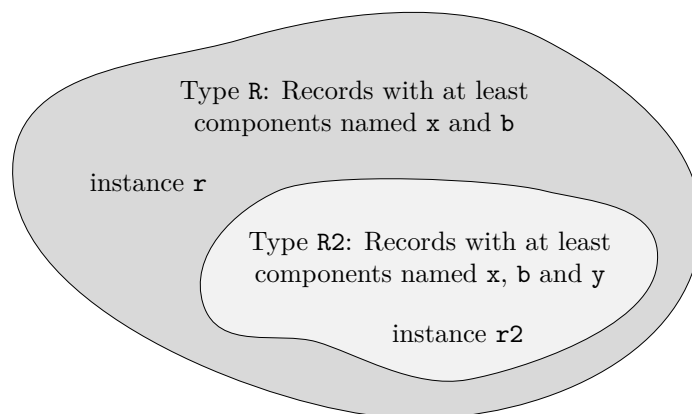 Type R: Records with at least
components named x and b
instance r
Type R2: Records with at least
components named x, b and y
instance r2